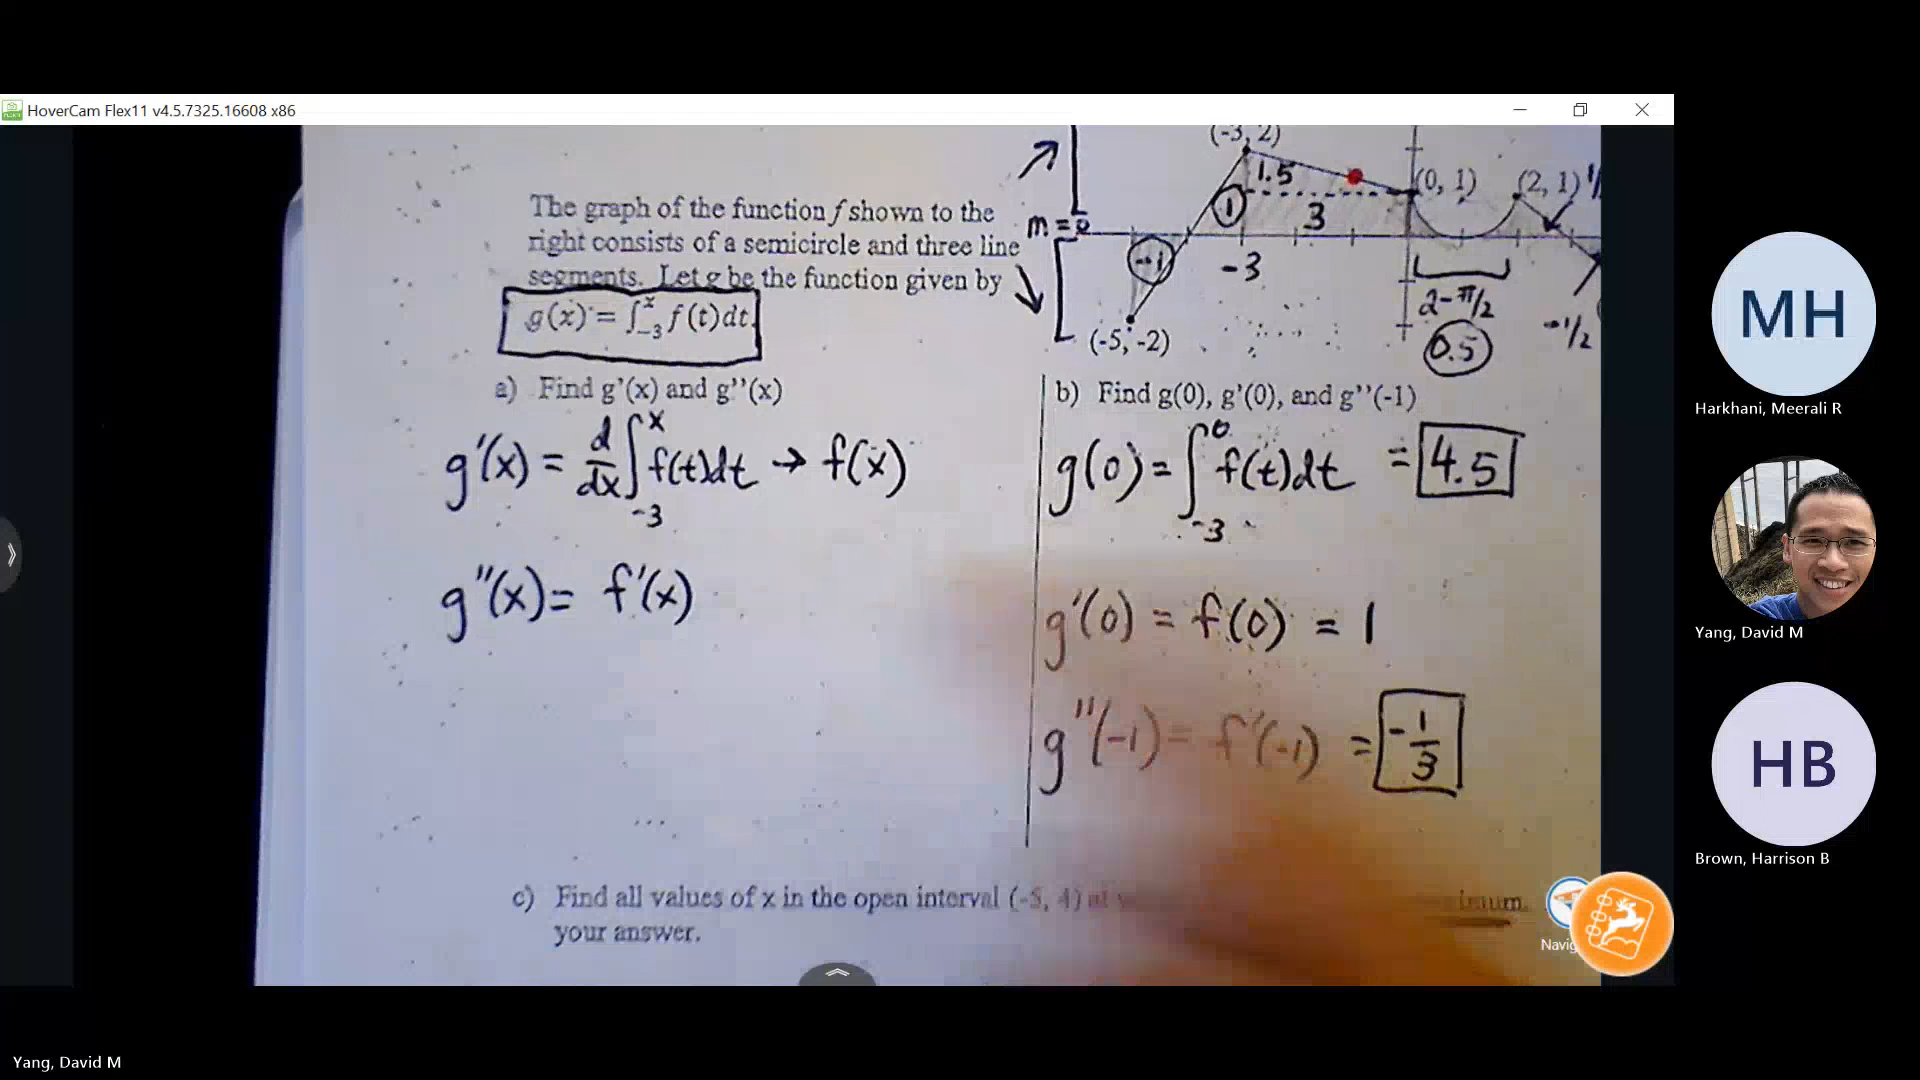 HoverCam Flex11 v4.5.7325.16608 x86
(-3, 2)
1.5
(0, 1)
(2, 1)
The graph of the function f shown to the
right consists of a semicircle and three line
segments. Let g be the function given by
g(x) = ∫_{-3}^{x} f(t)dt
m = 0
1
3
-1
-3
(-5, -2)
2-π/2
0.5
-1/2
a) Find g'(x) and g''(x)
g'(x) = d/dx ∫_{-3}^{x} f(t)dt → f(x)
g''(x) = f'(x)
b) Find g(0), g'(0), and g''(-1)
g(0) = ∫_{-3}^{0} f(t)dt = 4.5
g'(0) = f(0) = 1
g''(-1) = f'(-1) = -1/3
c) Find all values of x in the open interval (-5, 4) at
your answer.
MH
Harkhani, Meerali R
Yang, David M
HB
Brown, Harrison B
Yang, David M